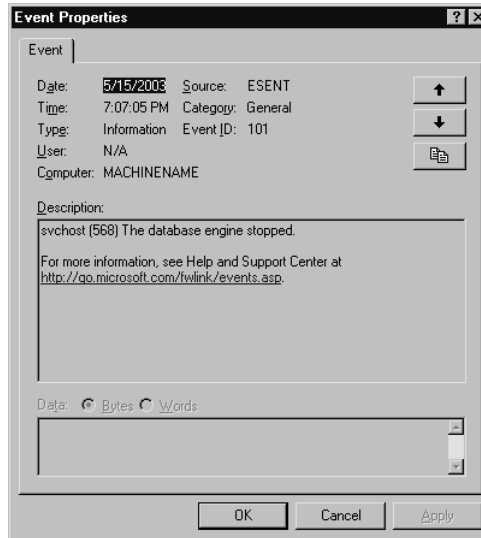 Event Properties
Event
Date: 5/15/2003 Source: ESENT
Time: 7:07:05 PM Category: General
Type: Information Event ID: 101
User: N/A
Computer: MACHINENAME
Description:
svchost (568) The database engine stopped.
For more information, see Help and Support Center at
http://go.microsoft.com/fwlink/events.asp.
Data: Bytes Words
OK Cancel Apply